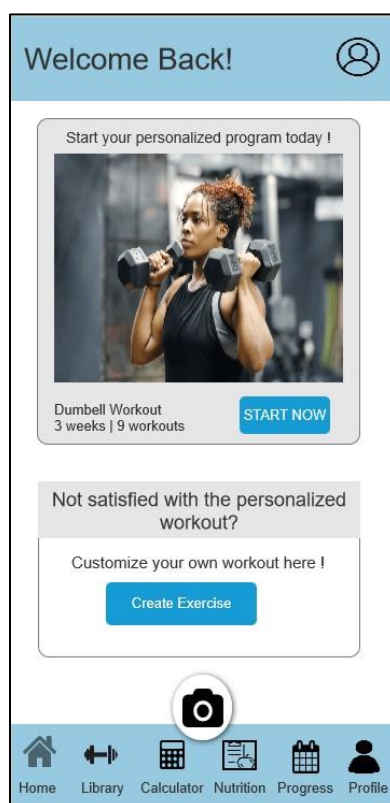 Welcome Back!
Start your personalized program today !
Dumbell Workout
3 weeks | 9 workouts
START NOW
Not satisfied with the personalized
workout?
Customize your own workout here !
Create Exercise
Home Library Calculator Nutrition Progress Profile